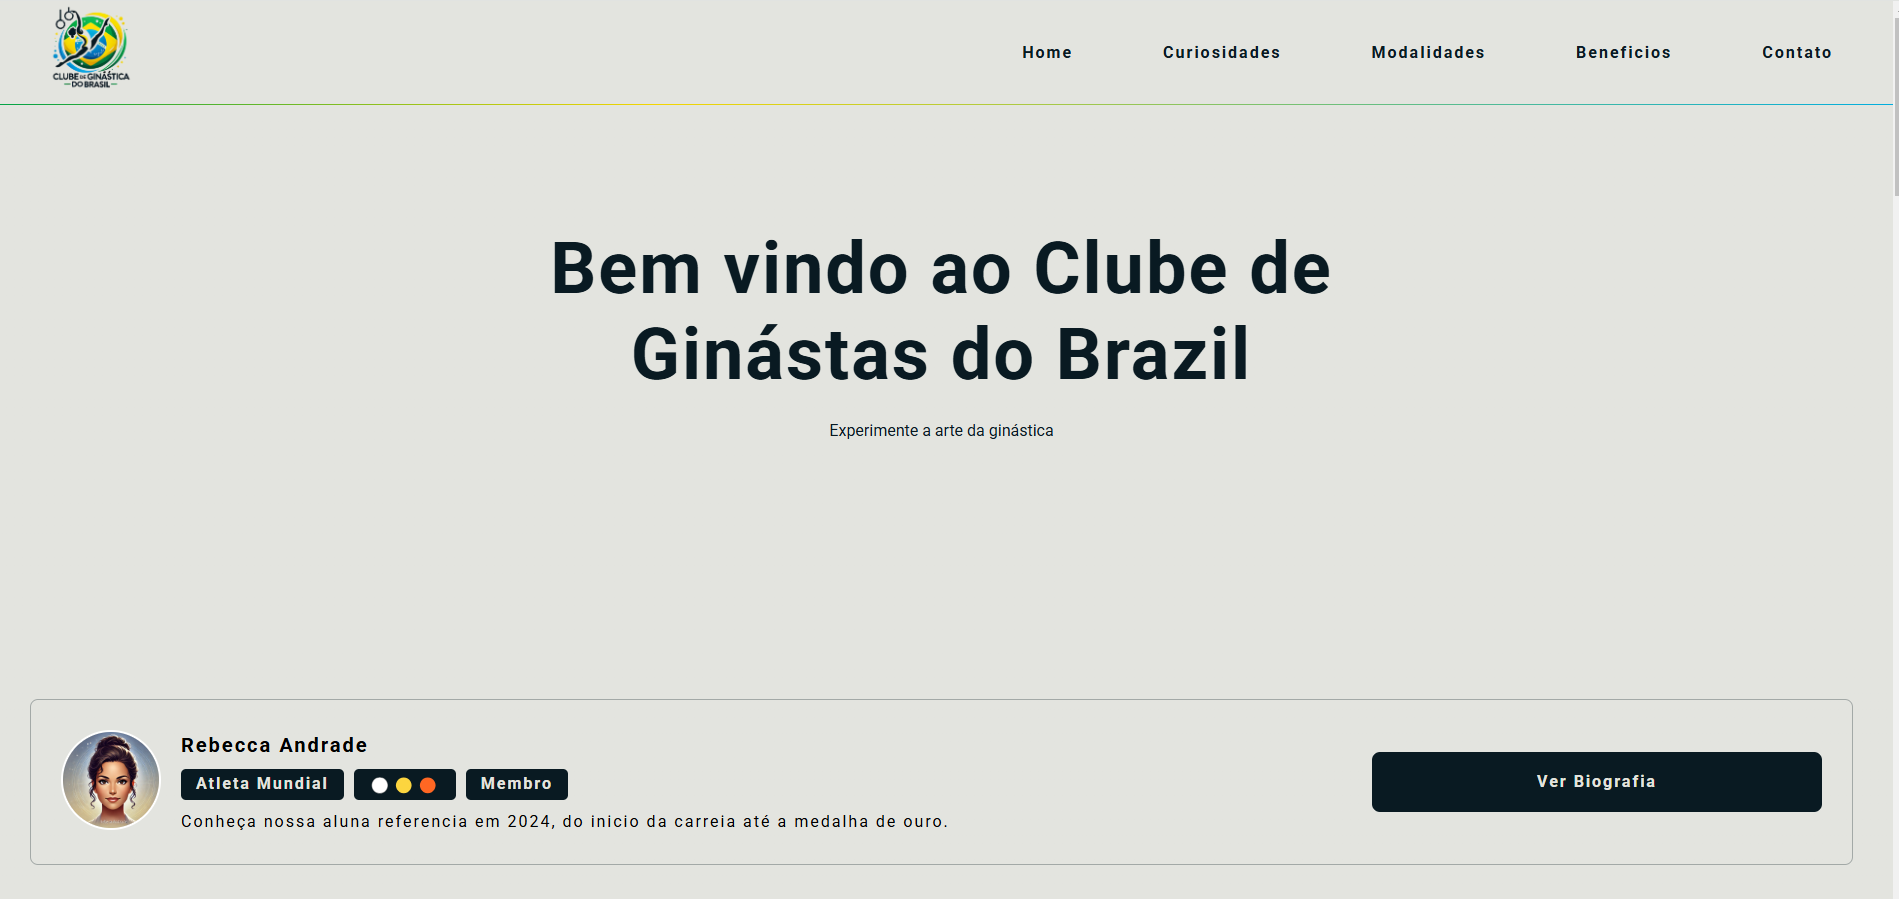 CLUBE DE GINÁSTICA
DO BRASIL
Home Curiosidades Modalidades Beneficios Contato
Bem vindo ao Clube de
Ginástas do Brazil
Experimente a arte da ginástica
Rebecca Andrade
Atleta Mundial Membro
Conheça nossa aluna referencia em 2024, do inicio da carreia até a medalha de ouro.
Ver Biografia